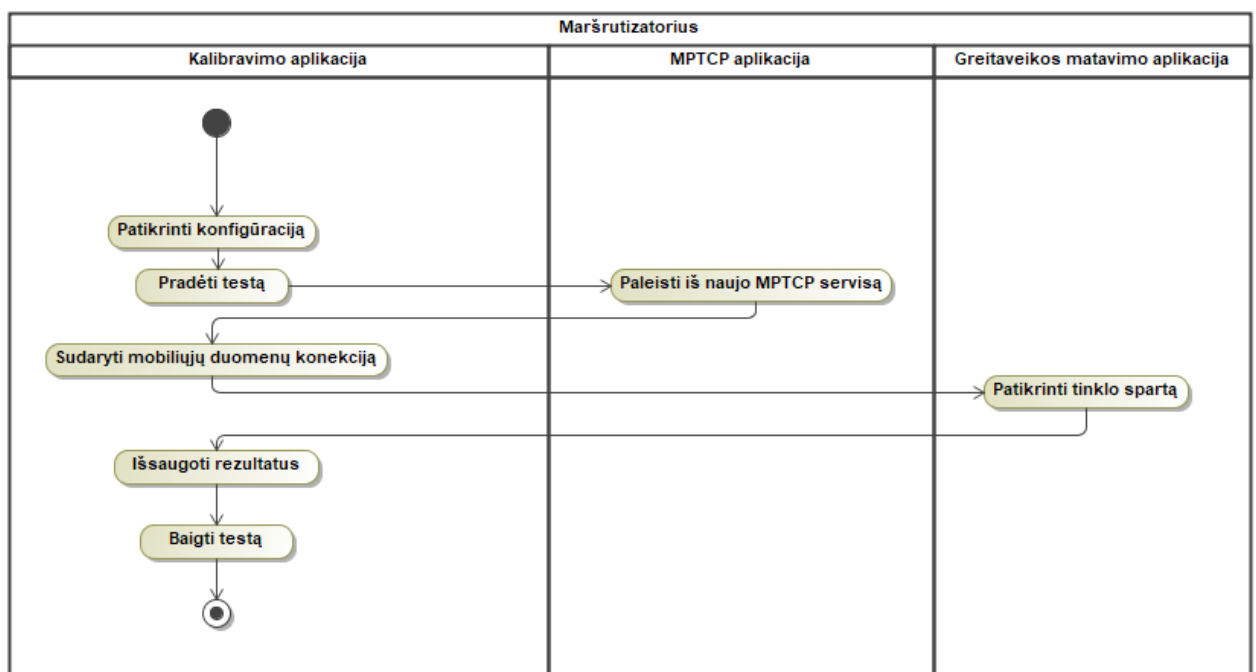 Maršrutizatorius
Kalibravimo aplikacija
MPTCP aplikacija
Greitaveikos matavimo aplikacija
Patikrinti konfigūraciją
Pradėti testą
Paleisti iš naujo MPTCP servisą
Sudaryti mobiliųjų duomenų konekciją
Patikrinti tinklo spartą
Išsaugoti rezultatus
Baigti testą